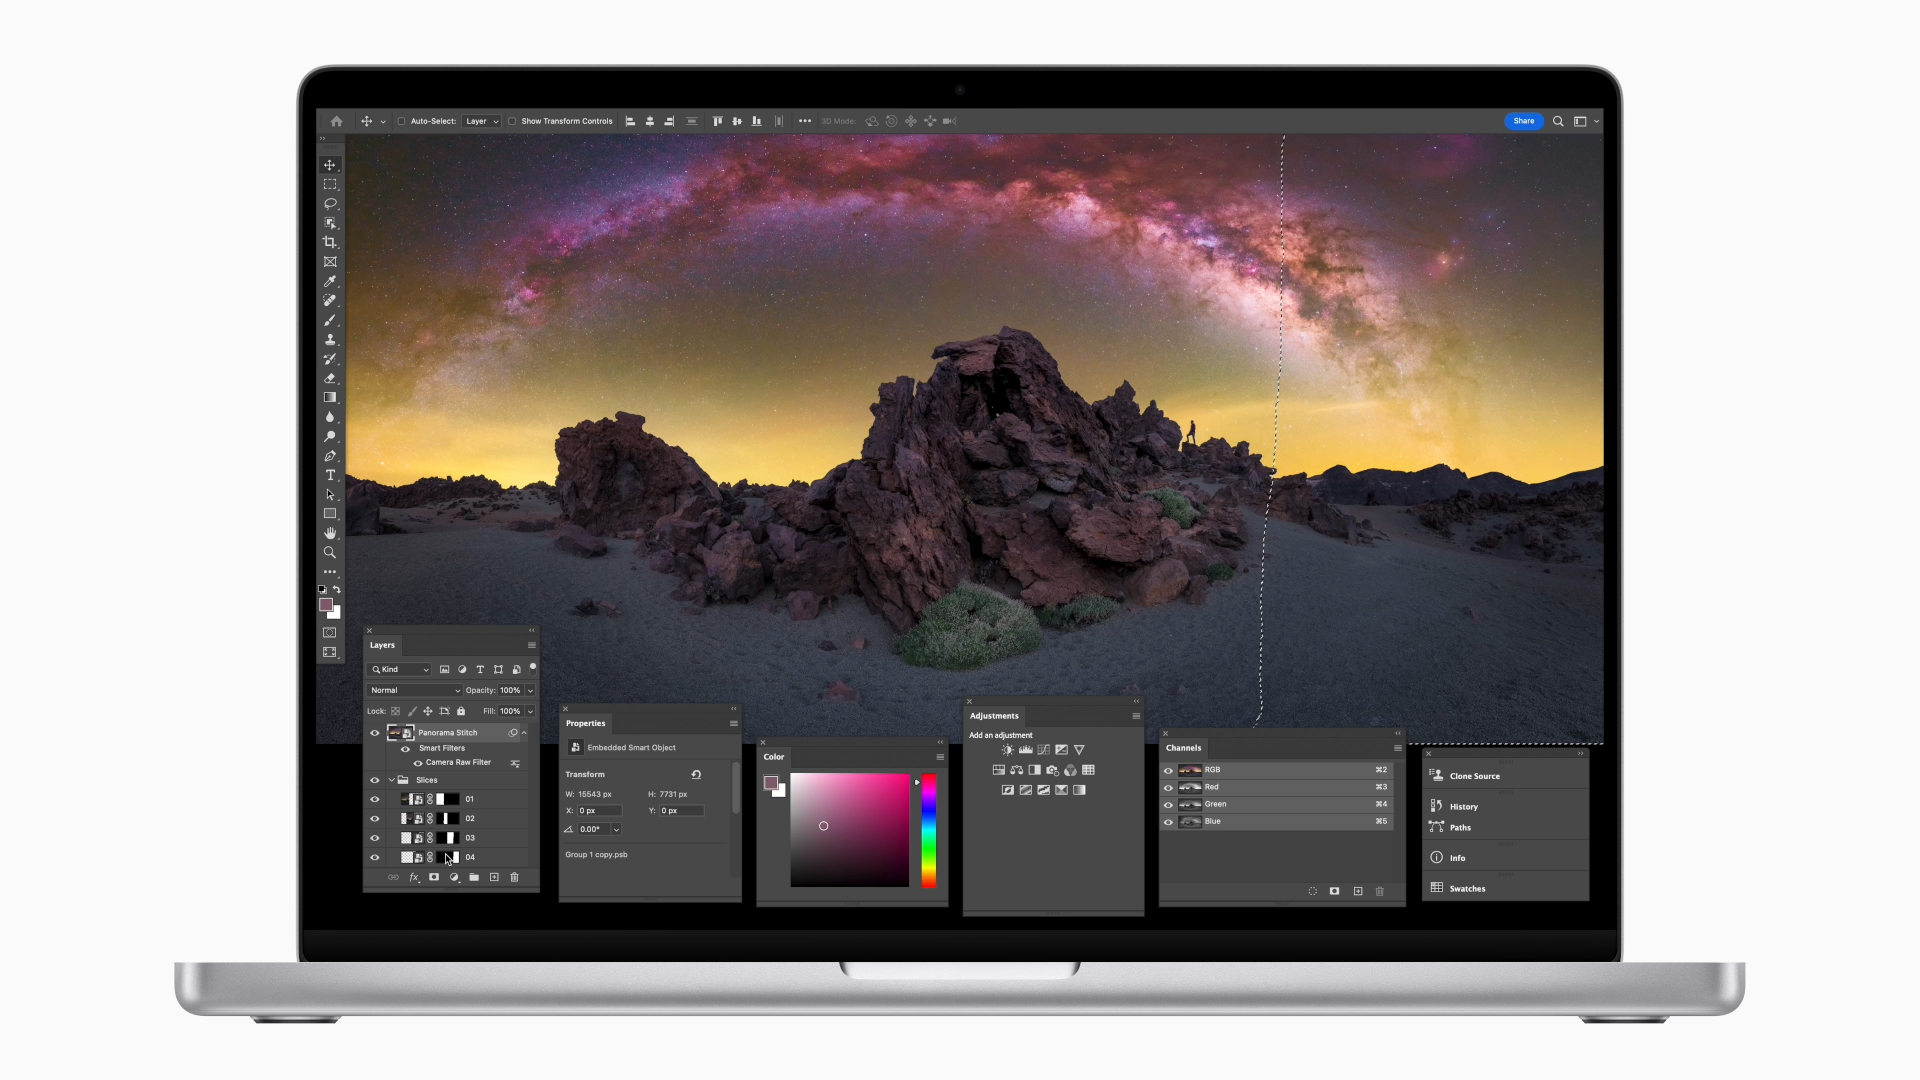 Auto-Select: Layer Show Transform Controls 3D Mode: Share
Layers
Kind
Normal Opacity: 100%
Lock: Fill: 100%
Panorama Stitch
Smart Filters
Camera Raw Filter
Slices
01
02
03
04
fx
Properties
Embedded Smart Object
Transform
W: 15543 px H: 7731 px
X: 0 px Y: 0 px
0.00°
Group 1 copy.psb
Color
Adjustments
Add an adjustment
Channels
RGB ⌘2
Red ⌘3
Green ⌘4
Blue ⌘5
Clone Source
History
Paths
Info
Swatches